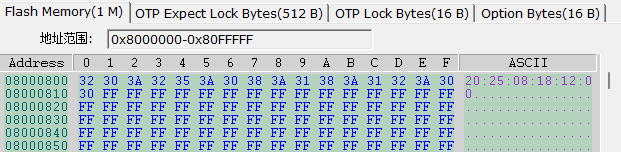 Flash Memory(1 M) OTP Expect Lock Bytes(512 B) OTP Lock Bytes(16 B) Option Bytes(16 B)
地址范围: 0x8000000-0x80FFFFF
Address 0 1 2 3 4 5 6 7 8 9 A B C D E F ASCII
08000800 32 30 3A 32 35 3A 30 38 3A 31 38 3A 31 32 3A 30 20:25:08:18:12:0
08000810 30 FF FF FF FF FF FF FF FF FF FF FF FF FF FF FF 0...............
08000820 FF FF FF FF FF FF FF FF FF FF FF FF FF FF FF FF ................
08000830 FF FF FF FF FF FF FF FF FF FF FF FF FF FF FF FF ................
08000840 FF FF FF FF FF FF FF FF FF FF FF FF FF FF FF FF ................
08000850 FF FF FF FF FF FF FF FF FF FF FF FF FF FF FF FF ................